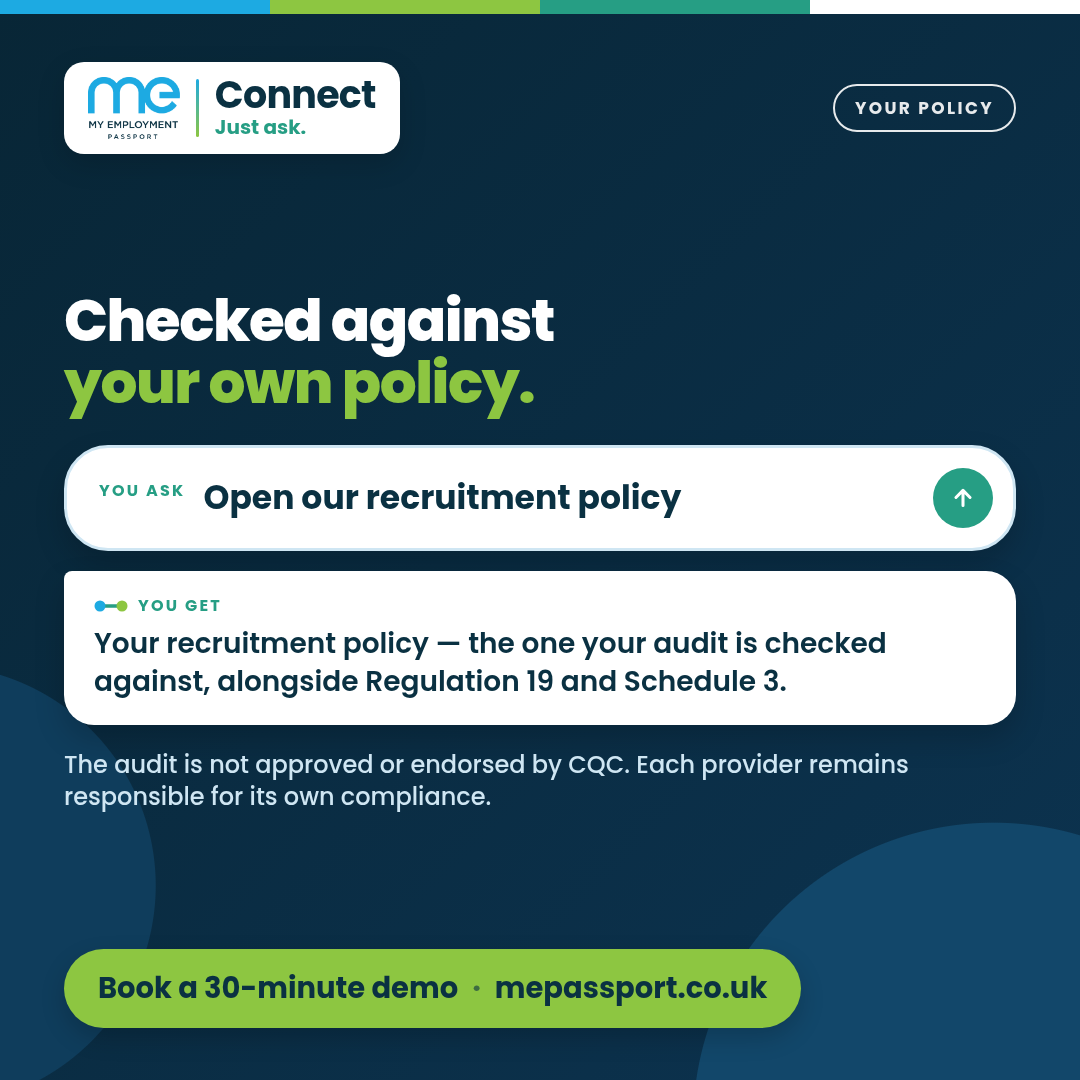 me
MY EMPLOYMENT
PASSPORT
Connect
Just ask.
YOUR POLICY
Checked against
your own policy.
YOU ASK Open our recruitment policy
YOU GET
Your recruitment policy — the one your audit is checked
against, alongside Regulation 19 and Schedule 3.
The audit is not approved or endorsed by CQC. Each provider remains
responsible for its own compliance.
Book a 30-minute demo · mepassport.co.uk